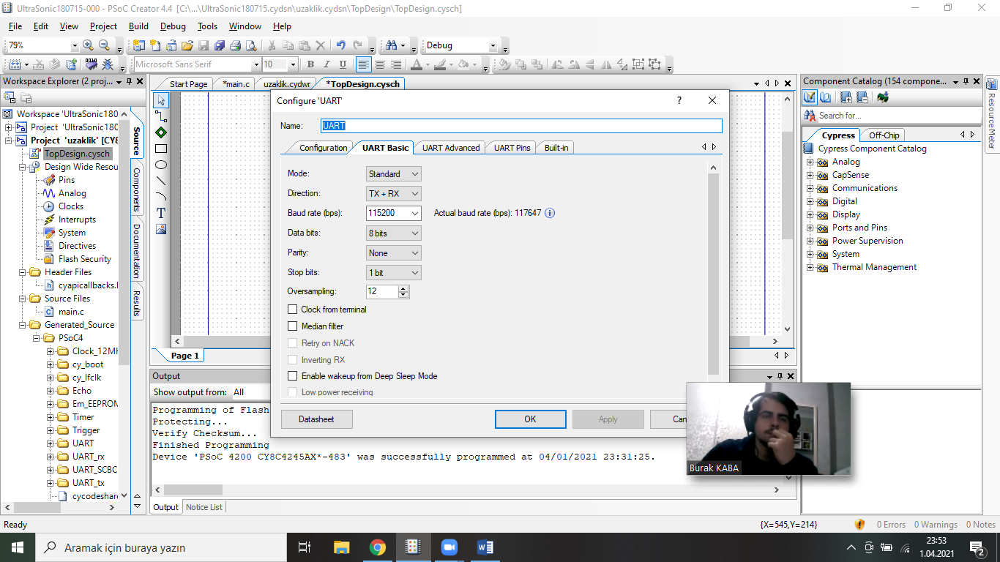 UltraSonic180715-000 - PSoC Creator 4.4 [C:\...\UltraSonic180715.cydsn\uzaklik.cydsn\TopDesign\TopDesign.cysch]
File Edit View Project Build Debug Tools Window Help
79% Debug
Microsoft Sans Serif 10 B I U A
Workspace Explorer (2 proj...
Workspace 'UltraSonic180
Project 'UltraSonic180
Project 'uzaklik' [CY8
TopDesign.cysch
Design Wide Resou
Pins
Analog
Clocks
Interrupts
System
Directives
Flash Security
Header Files
cyapicallbacks.l
Source Files
main.c
Generated_Source
PSoC4
Clock_12MH
cy_boot
cy_lfclk
Echo
Em_EEPROM
Timer
Trigger
UART
UART_rx
UART_SCBC
UART_tx
cycodeshare
Source
Components
Documentation
Results
Start Page *main.c uzaklik.cydwr *TopDesign.cysch
T
Page 1
Configure 'UART'
? 
Name: UART
Configuration UART Basic UART Advanced UART Pins Built-in
Mode: Standard
Direction: TX + RX
Baud rate (bps): 115200 Actual baud rate (bps): 117647
Data bits: 8 bits
Parity: None
Stop bits: 1 bit
Oversampling: 12
Clock from terminal
Median filter
Retry on NACK
Inverting RX
Enable wakeup from Deep Sleep Mode
Low power receiving
Datasheet OK Apply Can
Output
Show output from: All
Programming of Flash
Protecting...
Verify Checksum...
Finished Programming
Device 'PSoC 4200 CY8C4245AX*-483' was successfully programmed at 04/01/2021 23:31:25.
Output Notice List
Component Catalog (154 compone...
Search for...
Cypress Off-Chip
Cypress Component Catalog
Analog
CapSense
Communications
Digital
Display
Ports and Pins
Power Supervision
System
Thermal Management
Resource Meter
Burak KABA
Ready {X=545,Y=214} 0 Errors 0 Warnings 0 Notes
Aramak için buraya yazın
23:53
1.04.2021
2